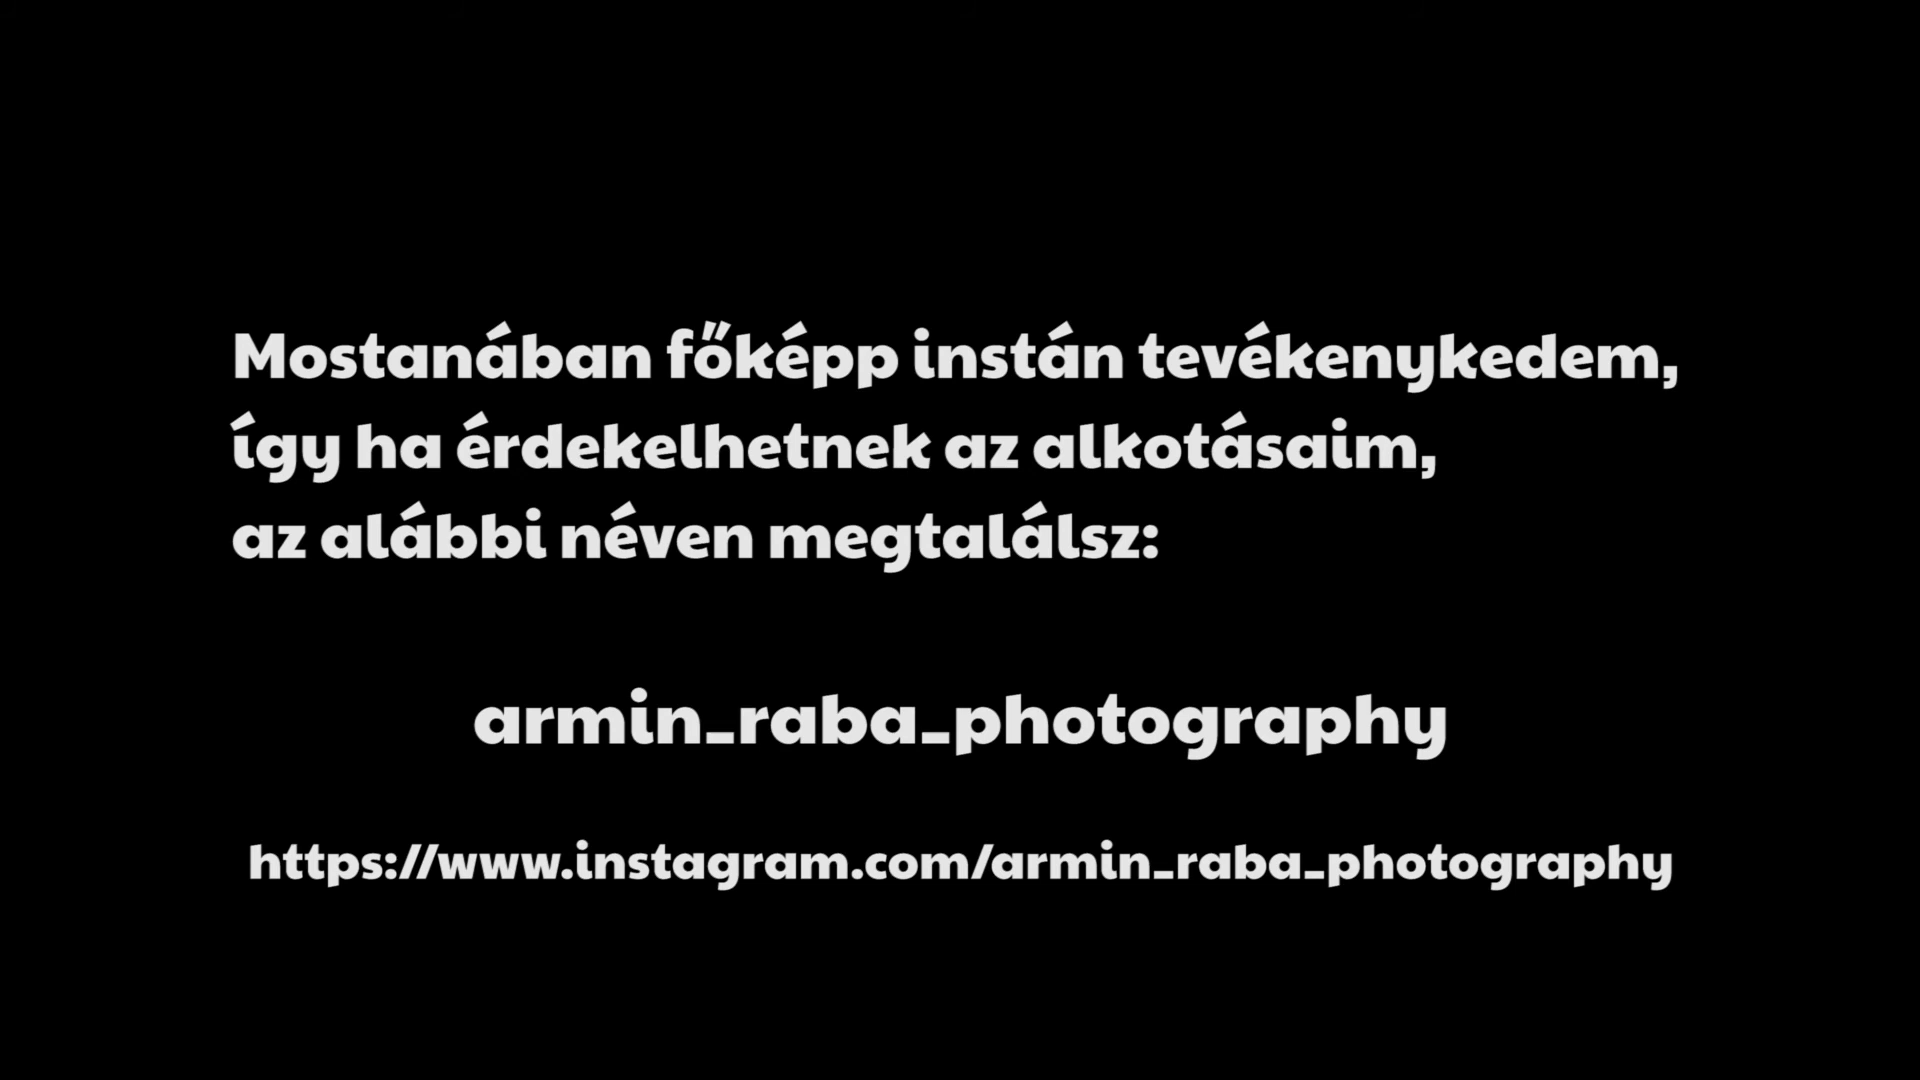 Mostanában főképp instán tevékenykedem,
így ha érdekelhetnek az alkotásaim,
az alábbi néven megtalálsz:
armin_raba_photography
https://www.instagram.com/armin_raba_photography